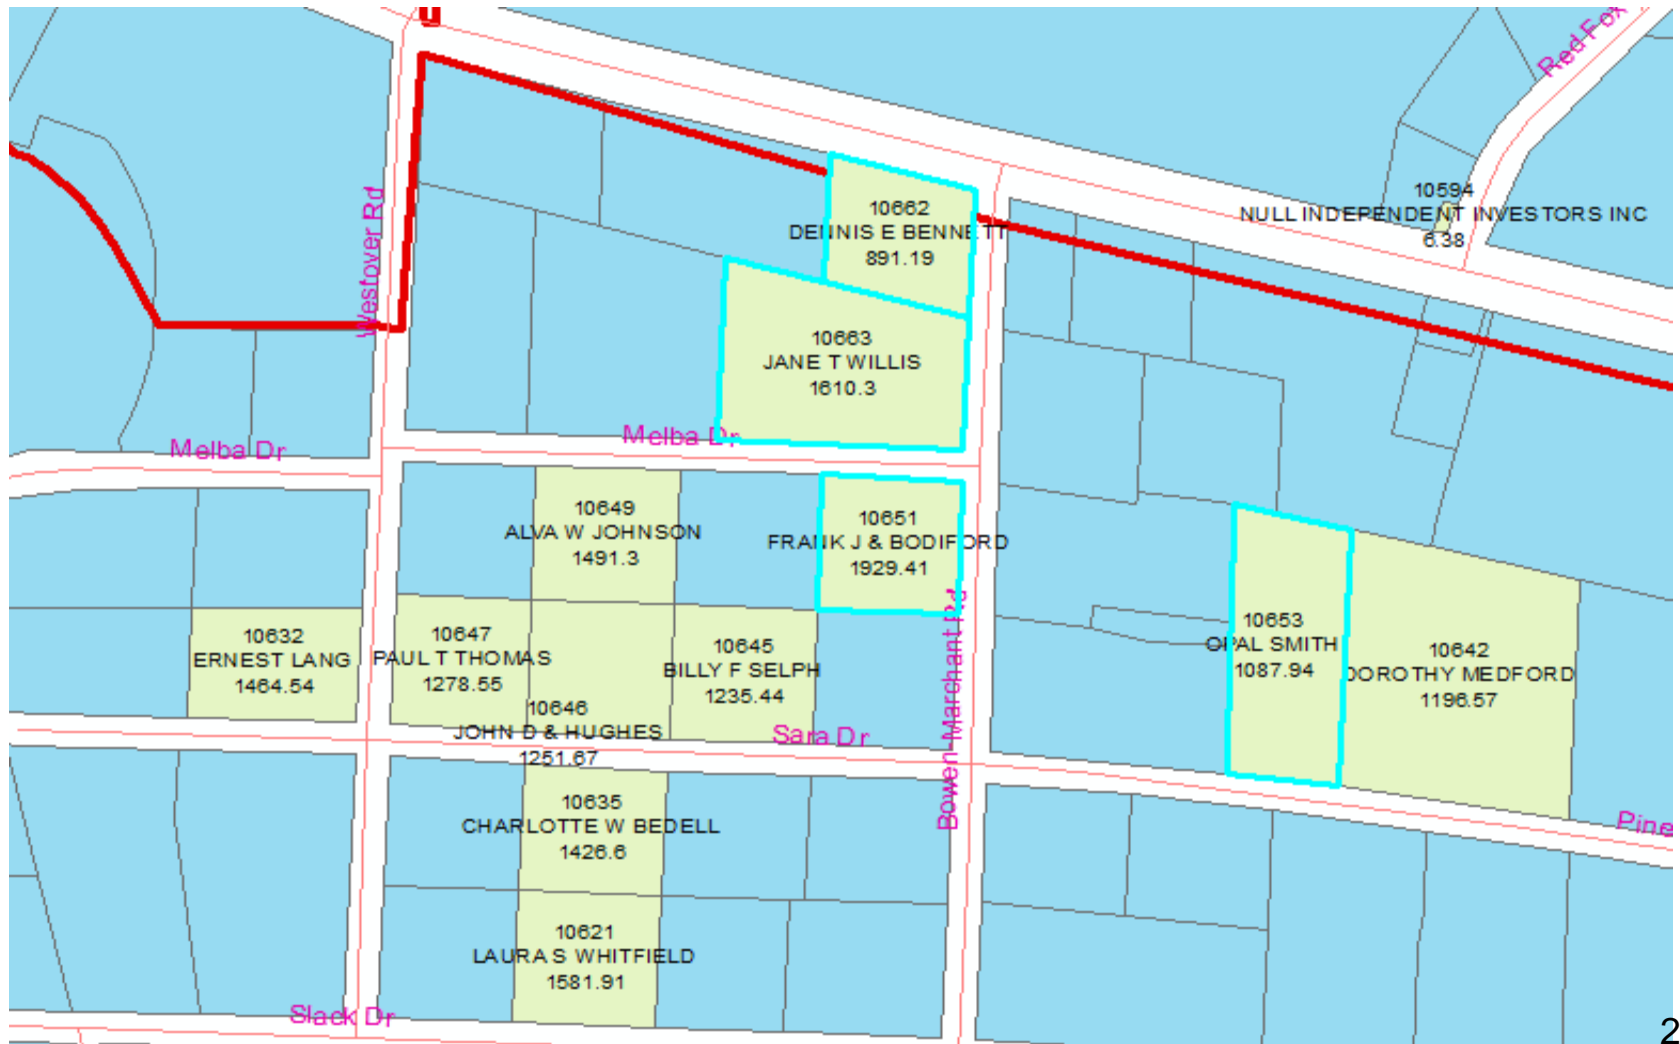 Red Fox
10594
NULL INDEPENDENT INVESTORS INC
6.38
10662
DENNIS E BENNETT
891.19
Westover Rd
10663
JANE T WILLIS
1610.3
Melba Dr
Melba Dr
10649
ALVA W JOHNSON
1491.3
10651
FRANK J & BODIFORD
1929.41
10632
ERNEST LANG
1464.54
10647
PAUL T THOMAS
1278.55
10645
BILLY F SELPH
1235.44
10653
OPAL SMITH
1087.94
10642
DOROTHY MEDFORD
1196.57
10646
JOHN D & HUGHES
1251.67
Sara Dr
Bowen-Marchant Rd
10635
CHARLOTTE W BEDELL
1426.6
Pine
10621
LAURA S WHITFIELD
1581.91
Slack Dr
2